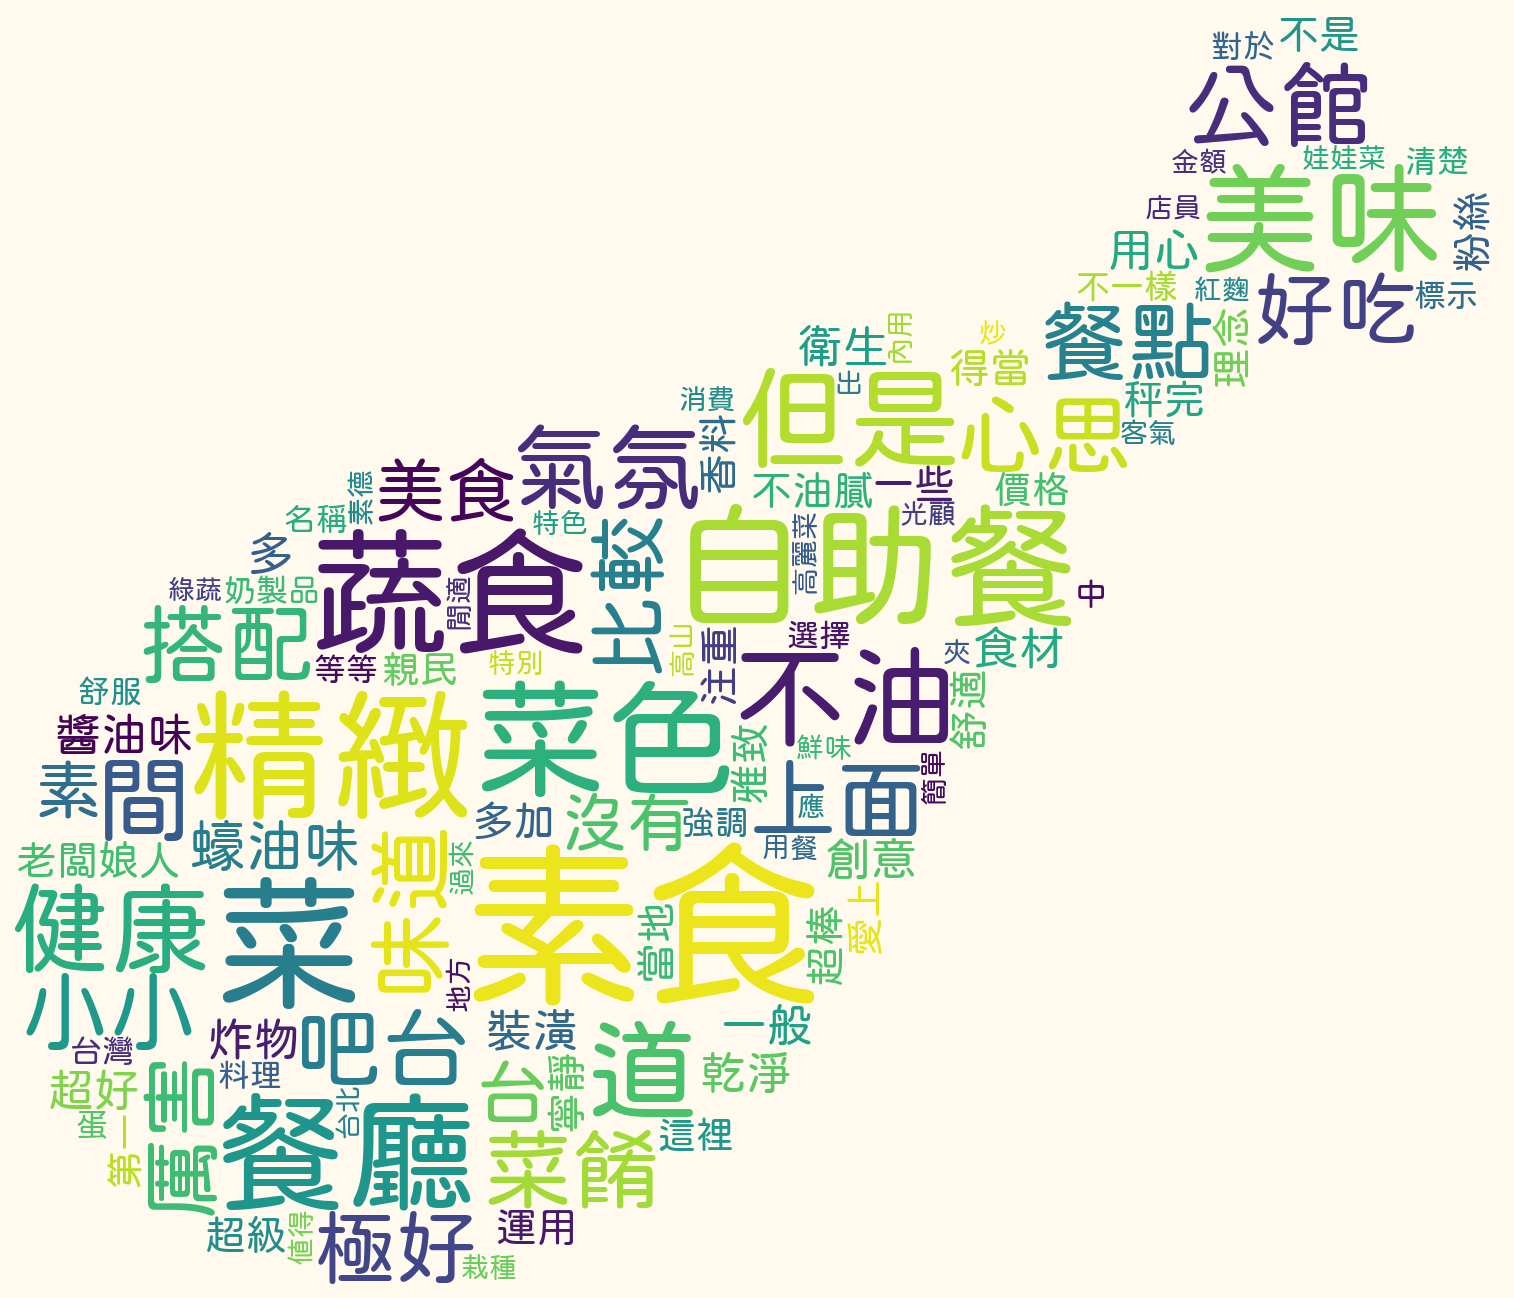 不是
對於
公館
金額
娃娃菜
清楚
美味
店員
粉絲
用心
不一樣
紅麴
好吃
標示
餐點
理念
衛生
內用
炒
得當
出
但是
心思
秤完
客氣
消費
香料
氣氛
美食
素德
不油膩
一些
價格
光顧
名稱
特色
多
蔬食
比較
自助餐
高麗菜
綠蔬
奶製品
閒適
中
搭配
等等
親民
特別
高山
注重
選擇
不油
夾
食材
舒服
醬油味
精緻
菜色
雅致
鮮味
舒適
素
間
上面
應
簡單
多加
沒有
強調
用餐
創意
蠔油味
老闆娘人
味道
過來
素食
當地
超棒
愛上
健康
菜
地方
小小
台灣
炸物
吧台
裝潢
道
一般
料理
超好
厲害
台
寧靜
乾淨
蛋
第一
餐廳
台北
菜餚
這裡
超級
值得
極好
運用
栽種